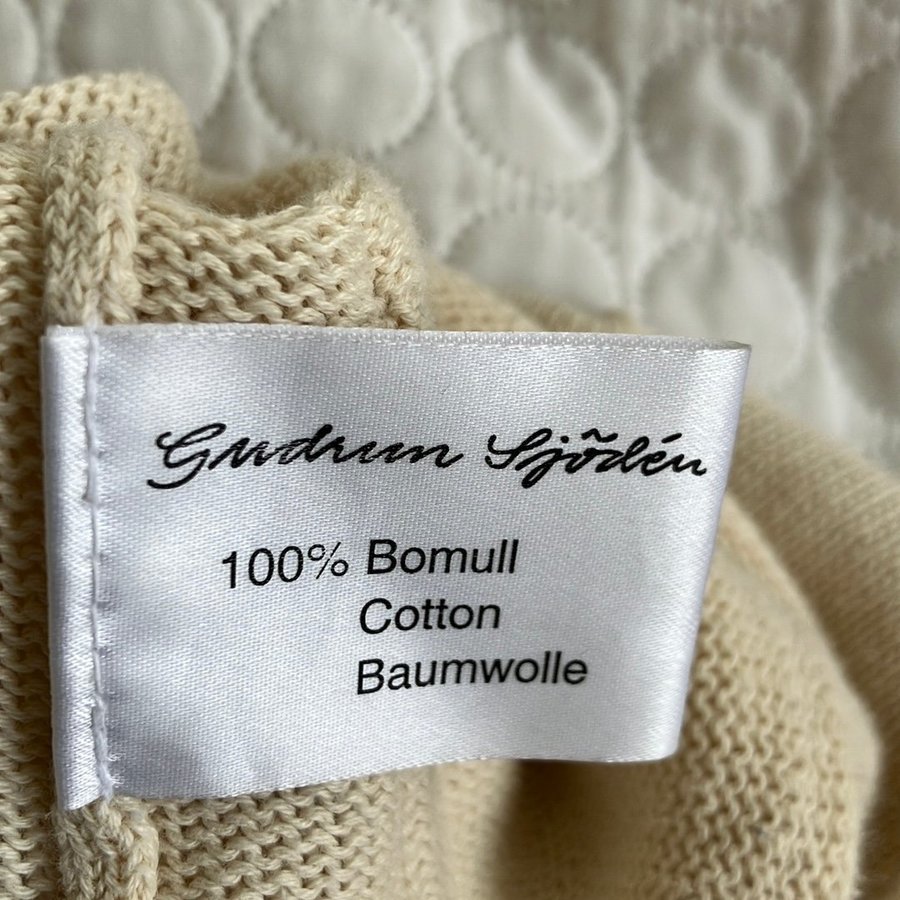 Gudrun Sjödén
100% Bomull
Cotton
Baumwolle